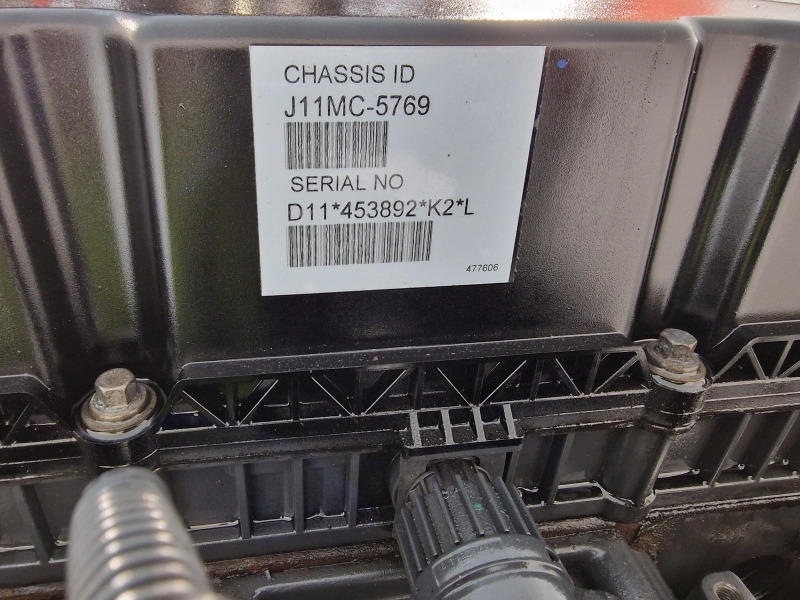 CHASSIS ID
J11MC-5769
SERIAL NO
D11*453892*K2*L
477606